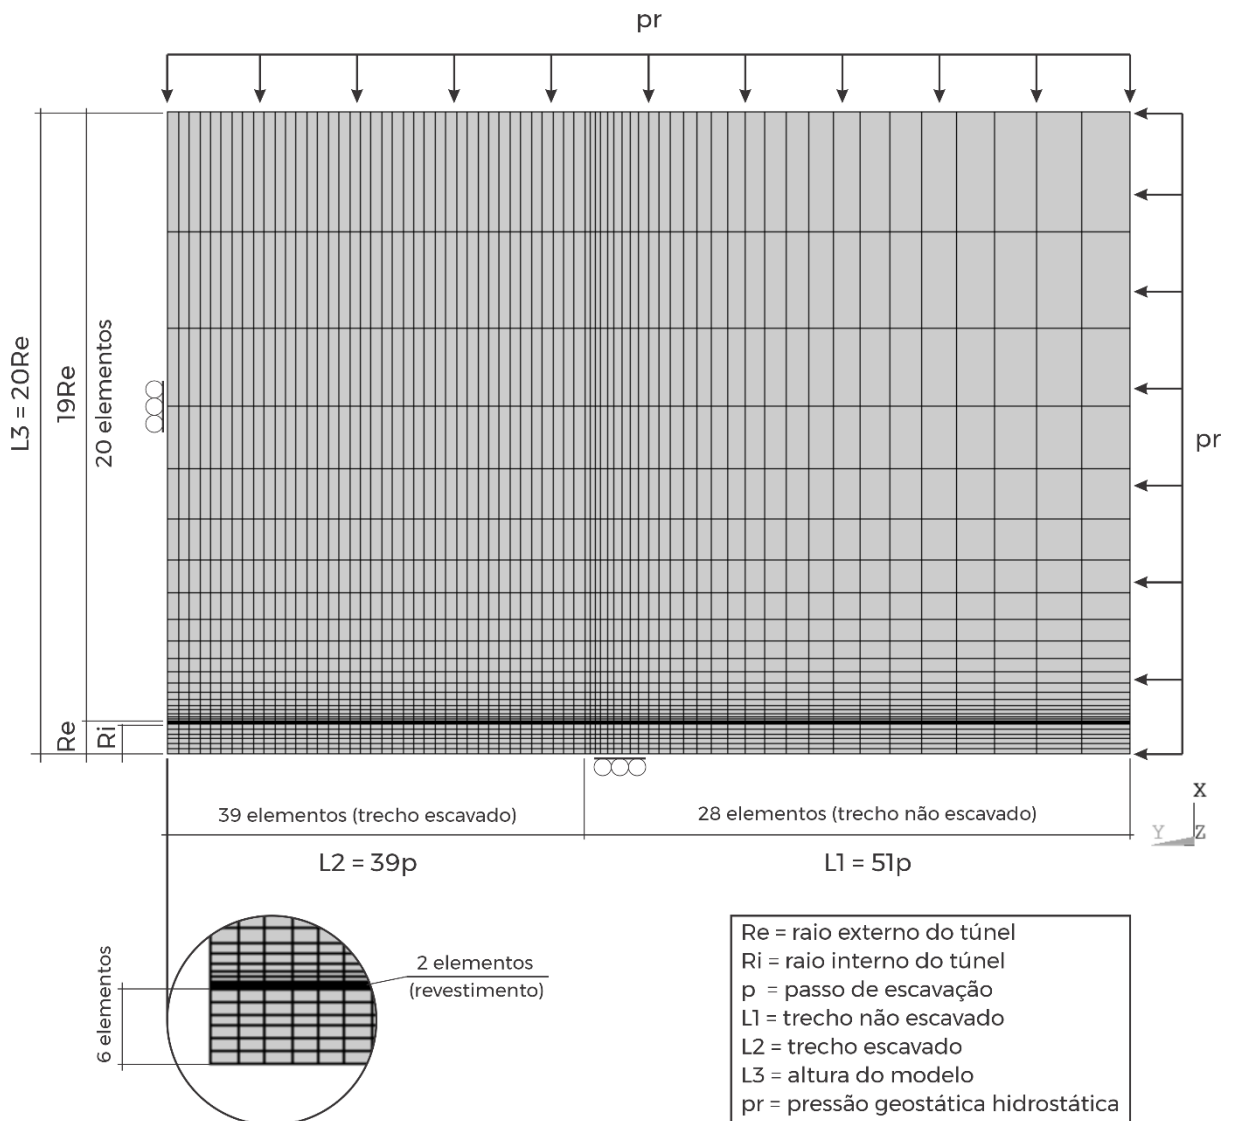 pr
L3 = 20Re
19Re
20 elementos
pr
Re
Ri
39 elementos (trecho escavado)
28 elementos (trecho não escavado)
L2 = 39p
L1 = 51p
X
Y
Z
6 elementos
2 elementos
(revestimento)
Re = raio externo do túnel
Ri = raio interno do túnel
p = passo de escavação
L1 = trecho não escavado
L2 = trecho escavado
L3 = altura do modelo
pr = pressão geostática hidrostática